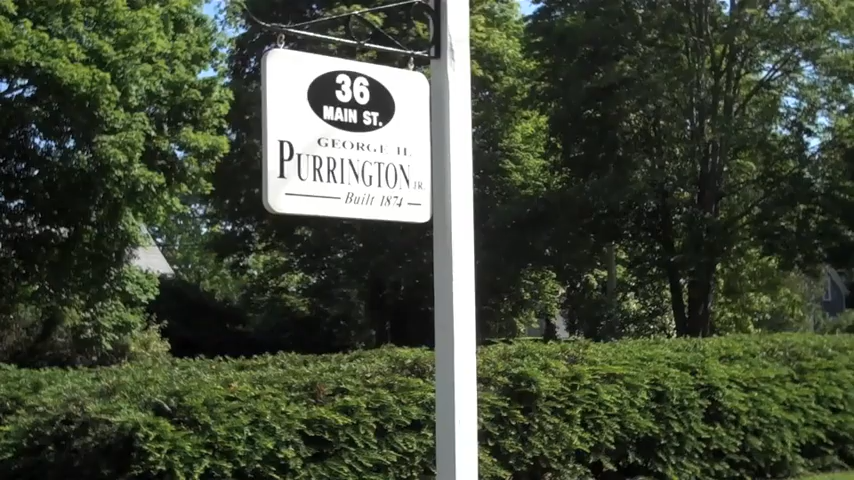 36
MAIN ST.
GEORGE H.
PURRINGTON JR.
Built 1874